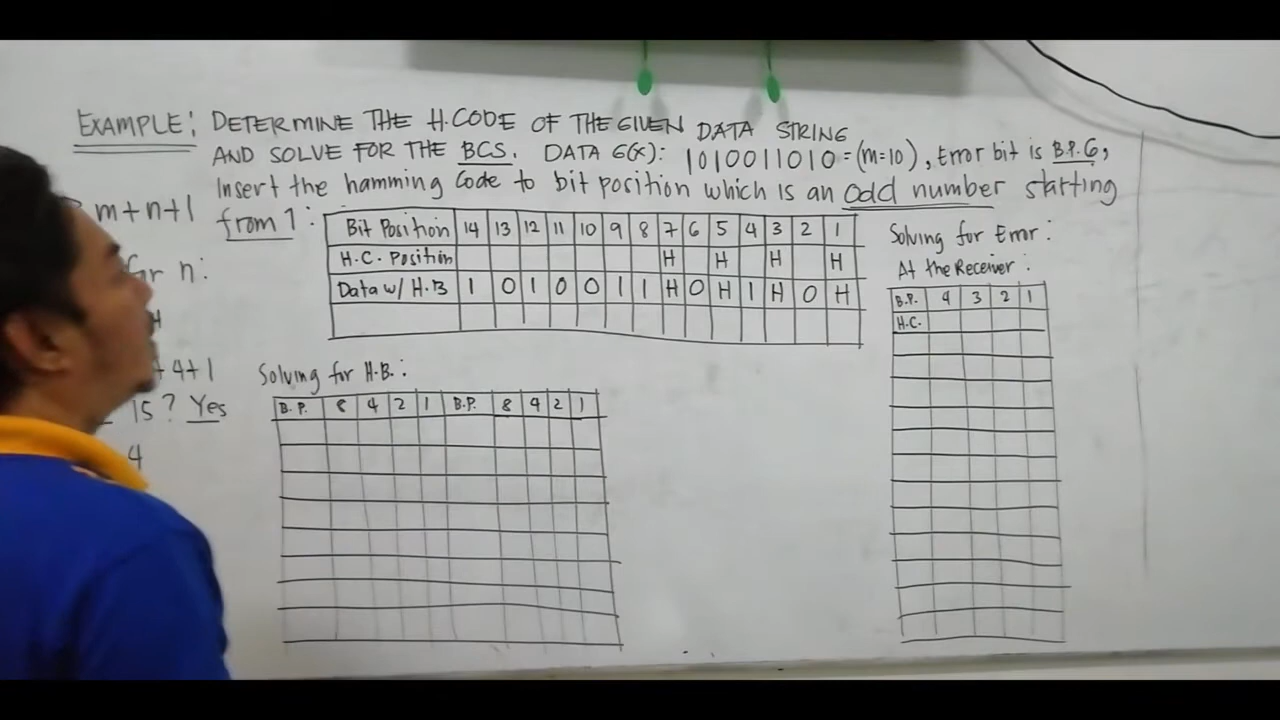 EXAMPLE: DETERMINE THE H.CODE OF THE GIVEN DATA STRING
AND SOLVE FOR THE BCS. DATA G(X): 1010011010 = (m=10), Error bit is B.P. 6,
Insert the hamming Code to bit position which is an odd number starting
from 1:
m+n+1
for n:
4+1
15? Yes
4
Bit Position 14 13 12 11 10 9 8 7 6 5 4 3 2 1
H.C. Position H H H H
Data w/ H.B 1 0 1 0 0 1 1 H 0 H 1 H 0 H
Solving for H.B.:
B.P. 8 4 2 1 B.P. 8 4 2 1
Solving for Error:
At the Receiver:
B.P. 4 3 2 1
H.C.